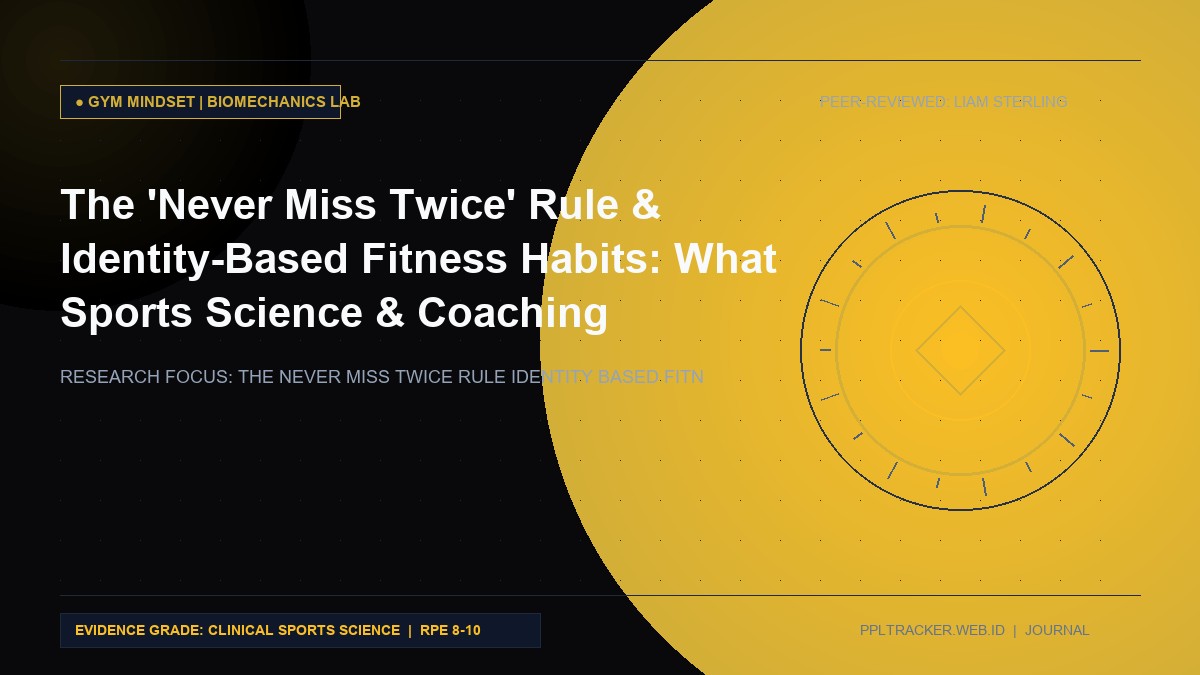 ● GYM MINDSET | BIOMECHANICS LAB
PEER-REVIEWED: LIAM STERLING
The 'Never Miss Twice' Rule &
Identity-Based Fitness Habits: What
Sports Science & Coaching
RESEARCH FOCUS: THE NEVER MISS TWICE RULE IDENTITY BASED FITN
EVIDENCE GRADE: CLINICAL SPORTS SCIENCE | RPE 8-10
PPLTRACKER.WEB.ID | JOURNAL